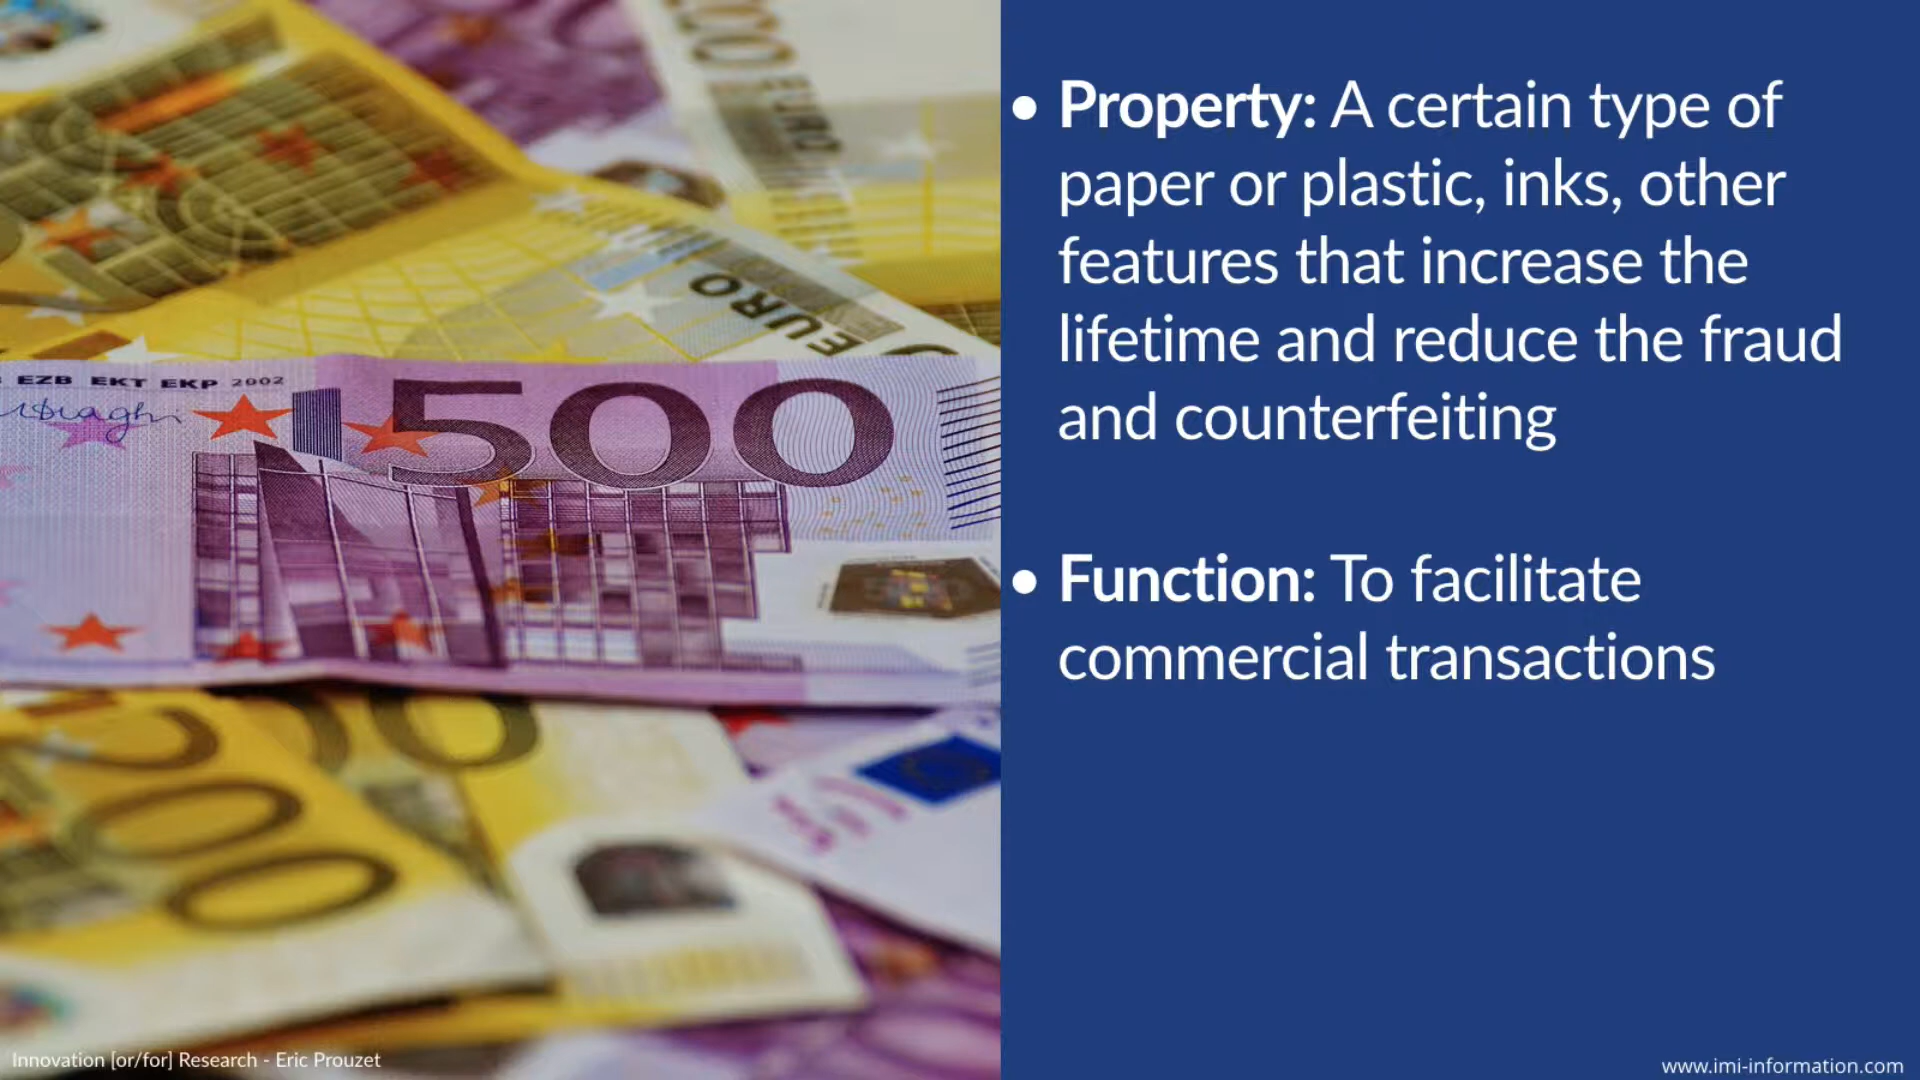 EURO
EURO
EZB EKT EKP 2002
500
200
• Property: A certain type of
paper or plastic, inks, other
features that increase the
lifetime and reduce the fraud
and counterfeiting
• Function: To facilitate
commercial transactions
Innovation [or/for] Research - Eric Prouzet
www.imi-information.com